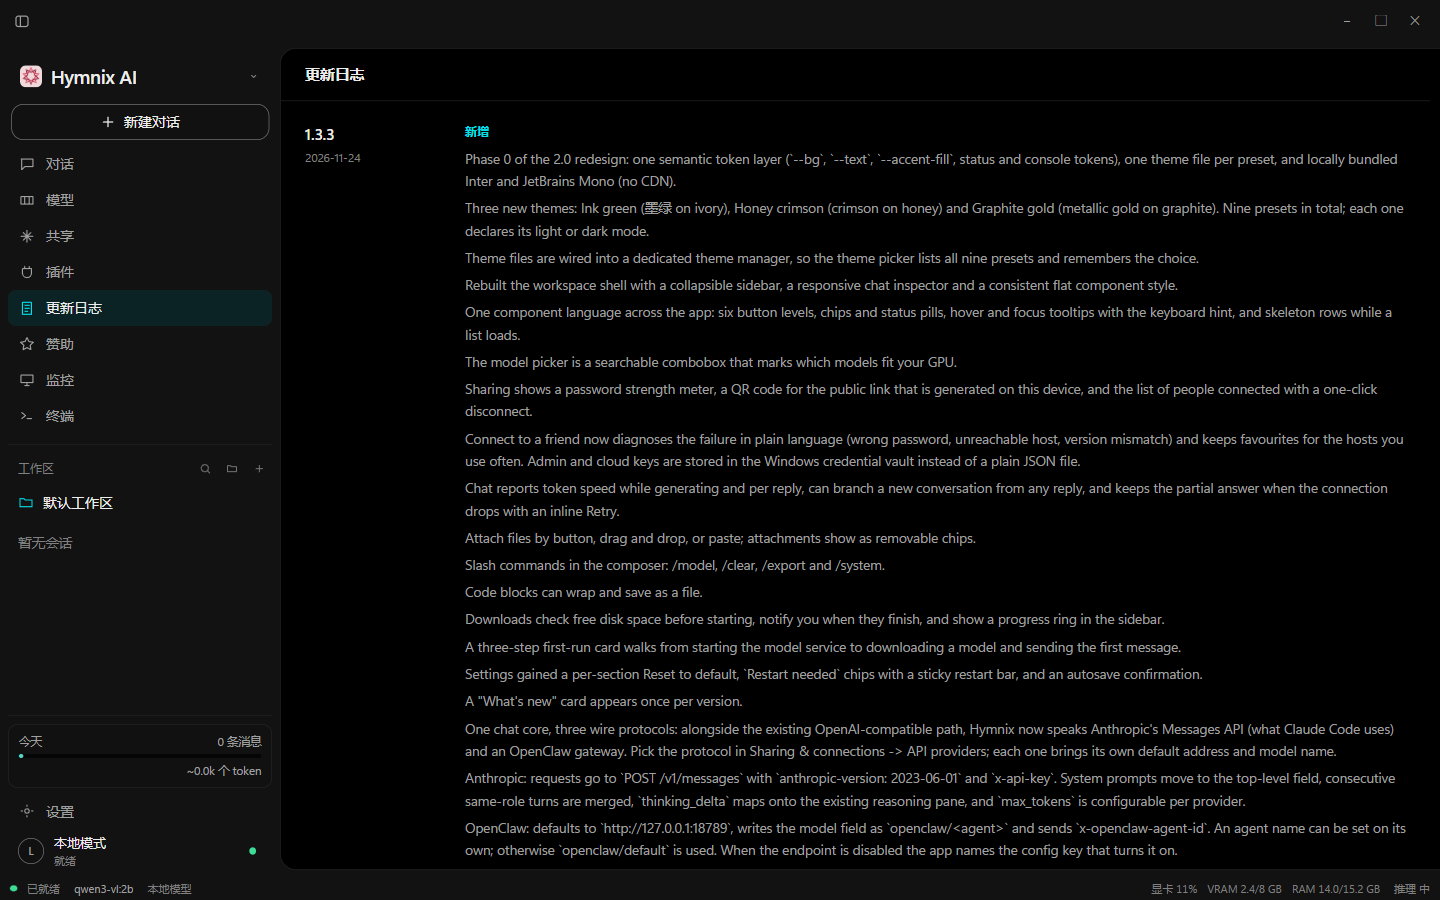 Hymnix AI
新建对话
对话
模型
共享
插件
更新日志
赞助
监控
终端
工作区
默认工作区
暂无会话
今天 0 条消息
~0.0k 个 token
设置
L 本地模式
就绪
更新日志
1.3.3
2026-11-24
新增
Phase 0 of the 2.0 redesign: one semantic token layer (`--bg`, `--text`, `--accent-fill`, status and console tokens), one theme file per preset, and locally bundled
Inter and JetBrains Mono (no CDN).
Three new themes: Ink green (墨绿 on ivory), Honey crimson (crimson on honey) and Graphite gold (metallic gold on graphite). Nine presets in total; each one
declares its light or dark mode.
Theme files are wired into a dedicated theme manager, so the theme picker lists all nine presets and remembers the choice.
Rebuilt the workspace shell with a collapsible sidebar, a responsive chat inspector and a consistent flat component style.
One component language across the app: six button levels, chips and status pills, hover and focus tooltips with the keyboard hint, and skeleton rows while a
list loads.
The model picker is a searchable combobox that marks which models fit your GPU.
Sharing shows a password strength meter, a QR code for the public link that is generated on this device, and the list of people connected with a one-click
disconnect.
Connect to a friend now diagnoses the failure in plain language (wrong password, unreachable host, version mismatch) and keeps favourites for the hosts you
use often. Admin and cloud keys are stored in the Windows credential vault instead of a plain JSON file.
Chat reports token speed while generating and per reply, can branch a new conversation from any reply, and keeps the partial answer when the connection
drops with an inline Retry.
Attach files by button, drag and drop, or paste; attachments show as removable chips.
Slash commands in the composer: /model, /clear, /export and /system.
Code blocks can wrap and save as a file.
Downloads check free disk space before starting, notify you when they finish, and show a progress ring in the sidebar.
A three-step first-run card walks from starting the model service to downloading a model and sending the first message.
Settings gained a per-section Reset to default, `Restart needed` chips with a sticky restart bar, and an autosave confirmation.
A "What's new" card appears once per version.
One chat core, three wire protocols: alongside the existing OpenAI-compatible path, Hymnix now speaks Anthropic's Messages API (what Claude Code uses)
and an OpenClaw gateway. Pick the protocol in Sharing & connections -> API providers; each one brings its own default address and model name.
Anthropic: requests go to `POST /v1/messages` with `anthropic-version: 2023-06-01` and `x-api-key`. System prompts move to the top-level field, consecutive
same-role turns are merged, `thinking_delta` maps onto the existing reasoning pane, and `max_tokens` is configurable per provider.
OpenClaw: defaults to `http://127.0.0.1:18789`, writes the model field as `openclaw/<agent>` and sends `x-openclaw-agent-id`. An agent name can be set on its
own; otherwise `openclaw/default` is used. When the endpoint is disabled the app names the config key that turns it on.
已就绪 qwen3-vl:2b 本地模型 显卡 11% VRAM 2.4/8 GB RAM 14.0/15.2 GB 推理 中